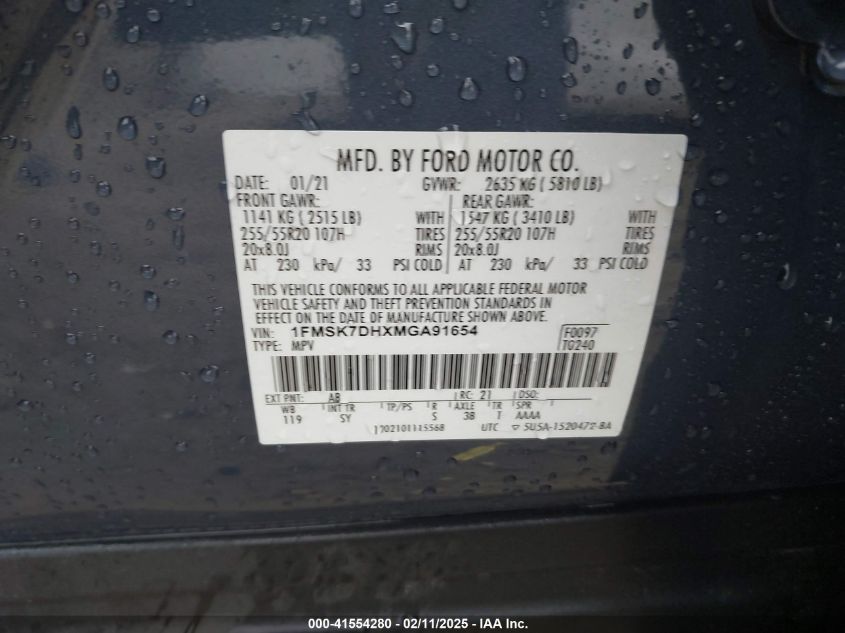 MFD. BY FORD MOTOR CO.
DATE: 01/21 GVWR: 2635 KG ( 5810 LB)
FRONT GAWR: REAR GAWR:
1141 KG ( 2515 LB) WITH 1547 KG ( 3410 LB) WITH
255/55R20 107H TIRES 255/55R20 107H TIRES
20x8.0J RIMS 20x8.0J RIMS
AT 230 kPa/ 33 PSI COLD AT 230 kPa/ 33 PSI COLD
THIS VEHICLE CONFORMS TO ALL APPLICABLE FEDERAL MOTOR
VEHICLE SAFETY AND THEFT PREVENTION STANDARDS IN
EFFECT ON THE DATE OF MANUFACTURE SHOWN ABOVE.
VIN: 1FMSK7DHXMGA91654 F0097
TYPE: MPV TG240
EXT PNT: AB RC: 21 DSO:
WB INT TR TP/PS R AXLE TR SPR
119 SY S 3B T AAAA
UTC 5U5A-1520472-BA
000-41554280 - 02/11/2025 - IAA Inc.